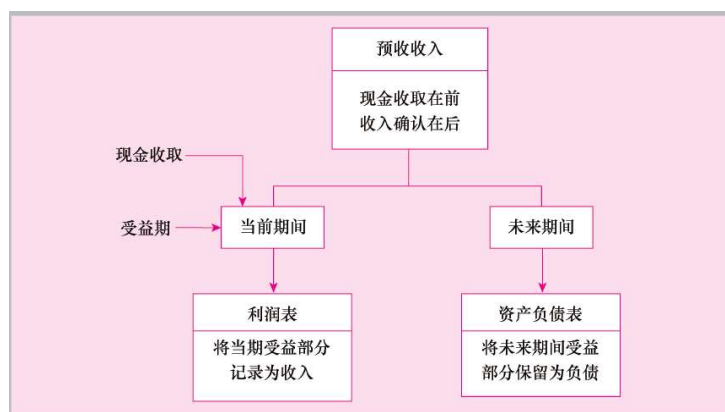 预收收入
现金收取在前
收入确认在后
现金收取
受益期
当前期间
未来期间
利润表
将当期受益部分
记录为收入
资产负债表
将未来期间受益
部分保留为负债